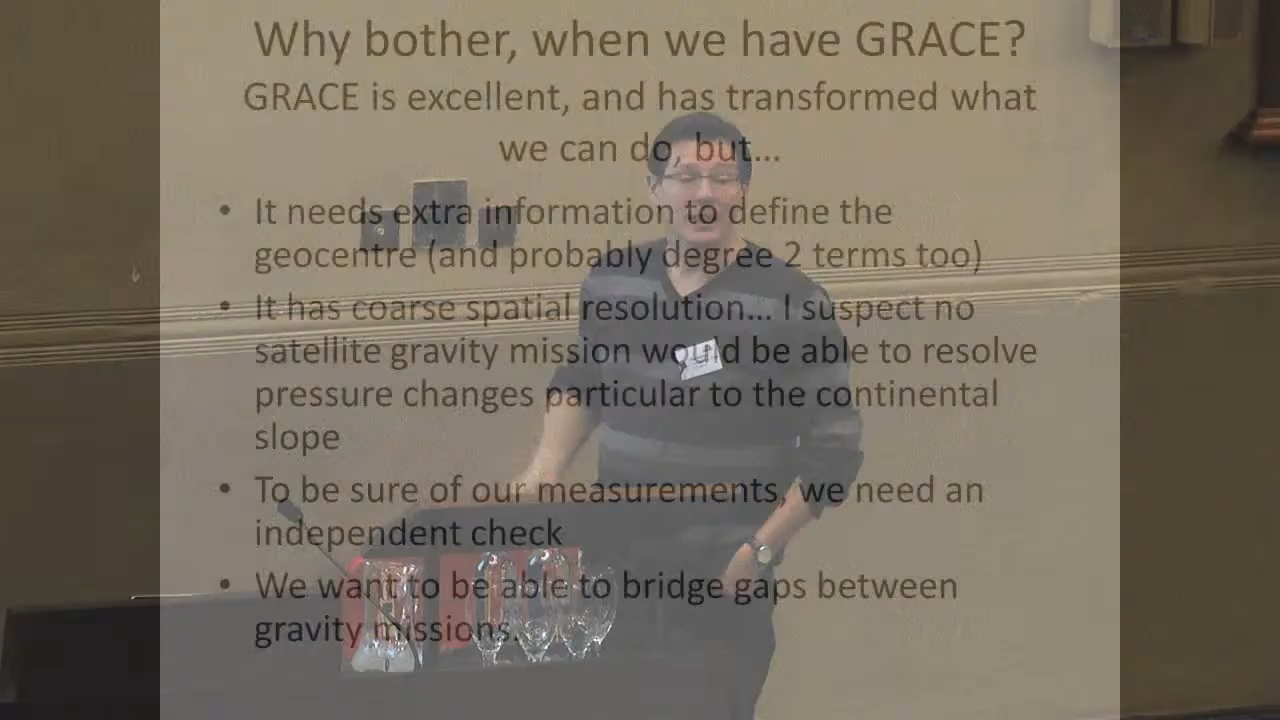 Why bother, when we have GRACE?
GRACE is excellent, and has transformed what
we can do, but…
• It needs extra information to define the
geocentre (and probably degree 2 terms too)
• It has coarse spatial resolution… I suspect no
satellite gravity mission would be able to resolve
pressure changes particular to the continental
slope
• To be sure of our measurements, we need an
independent check
• We want to be able to bridge gaps between
gravity missions.